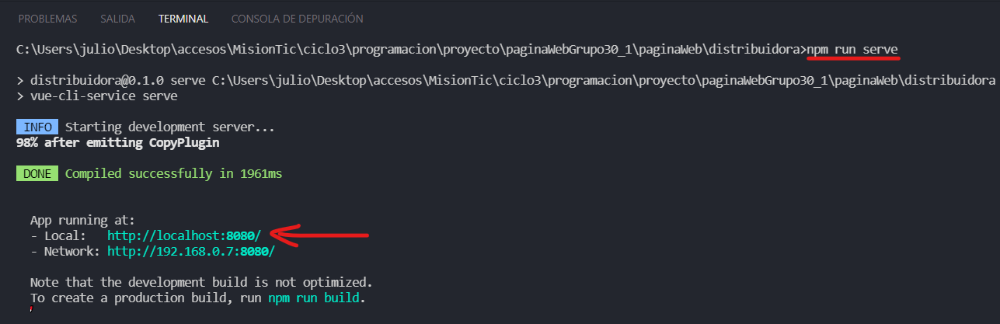 PROBLEMAS SALIDA TERMINAL CONSOLA DE DEPURACIÓN
C:\Users\julio\Desktop\accesos\MisionTic\ciclo3\programacion\proyecto\paginaWebGrupo30_1\paginaWeb\distribuidora>npm run serve
> distribuidora@0.1.0 serve C:\Users\julio\Desktop\accesos\MisionTic\ciclo3\programacion\proyecto\paginaWebGrupo30_1\paginaWeb\distribuidora
> vue-cli-service serve
INFO Starting development server...
98% after emitting CopyPlugin
DONE Compiled successfully in 1961ms
App running at:
- Local: http://localhost:8080/
- Network: http://192.168.0.7:8080/
Note that the development build is not optimized.
To create a production build, run npm run build.